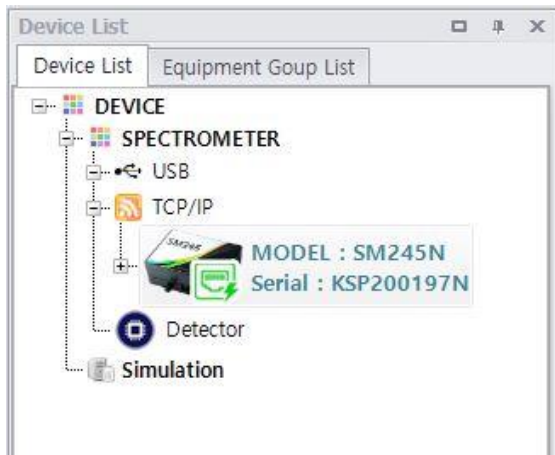 Device List
Device List Equipment Goup List
DEVICE
SPECTROMETER
USB
TCP/IP
SM245
MODEL : SM245N
Serial : KSP200197N
Detector
Simulation